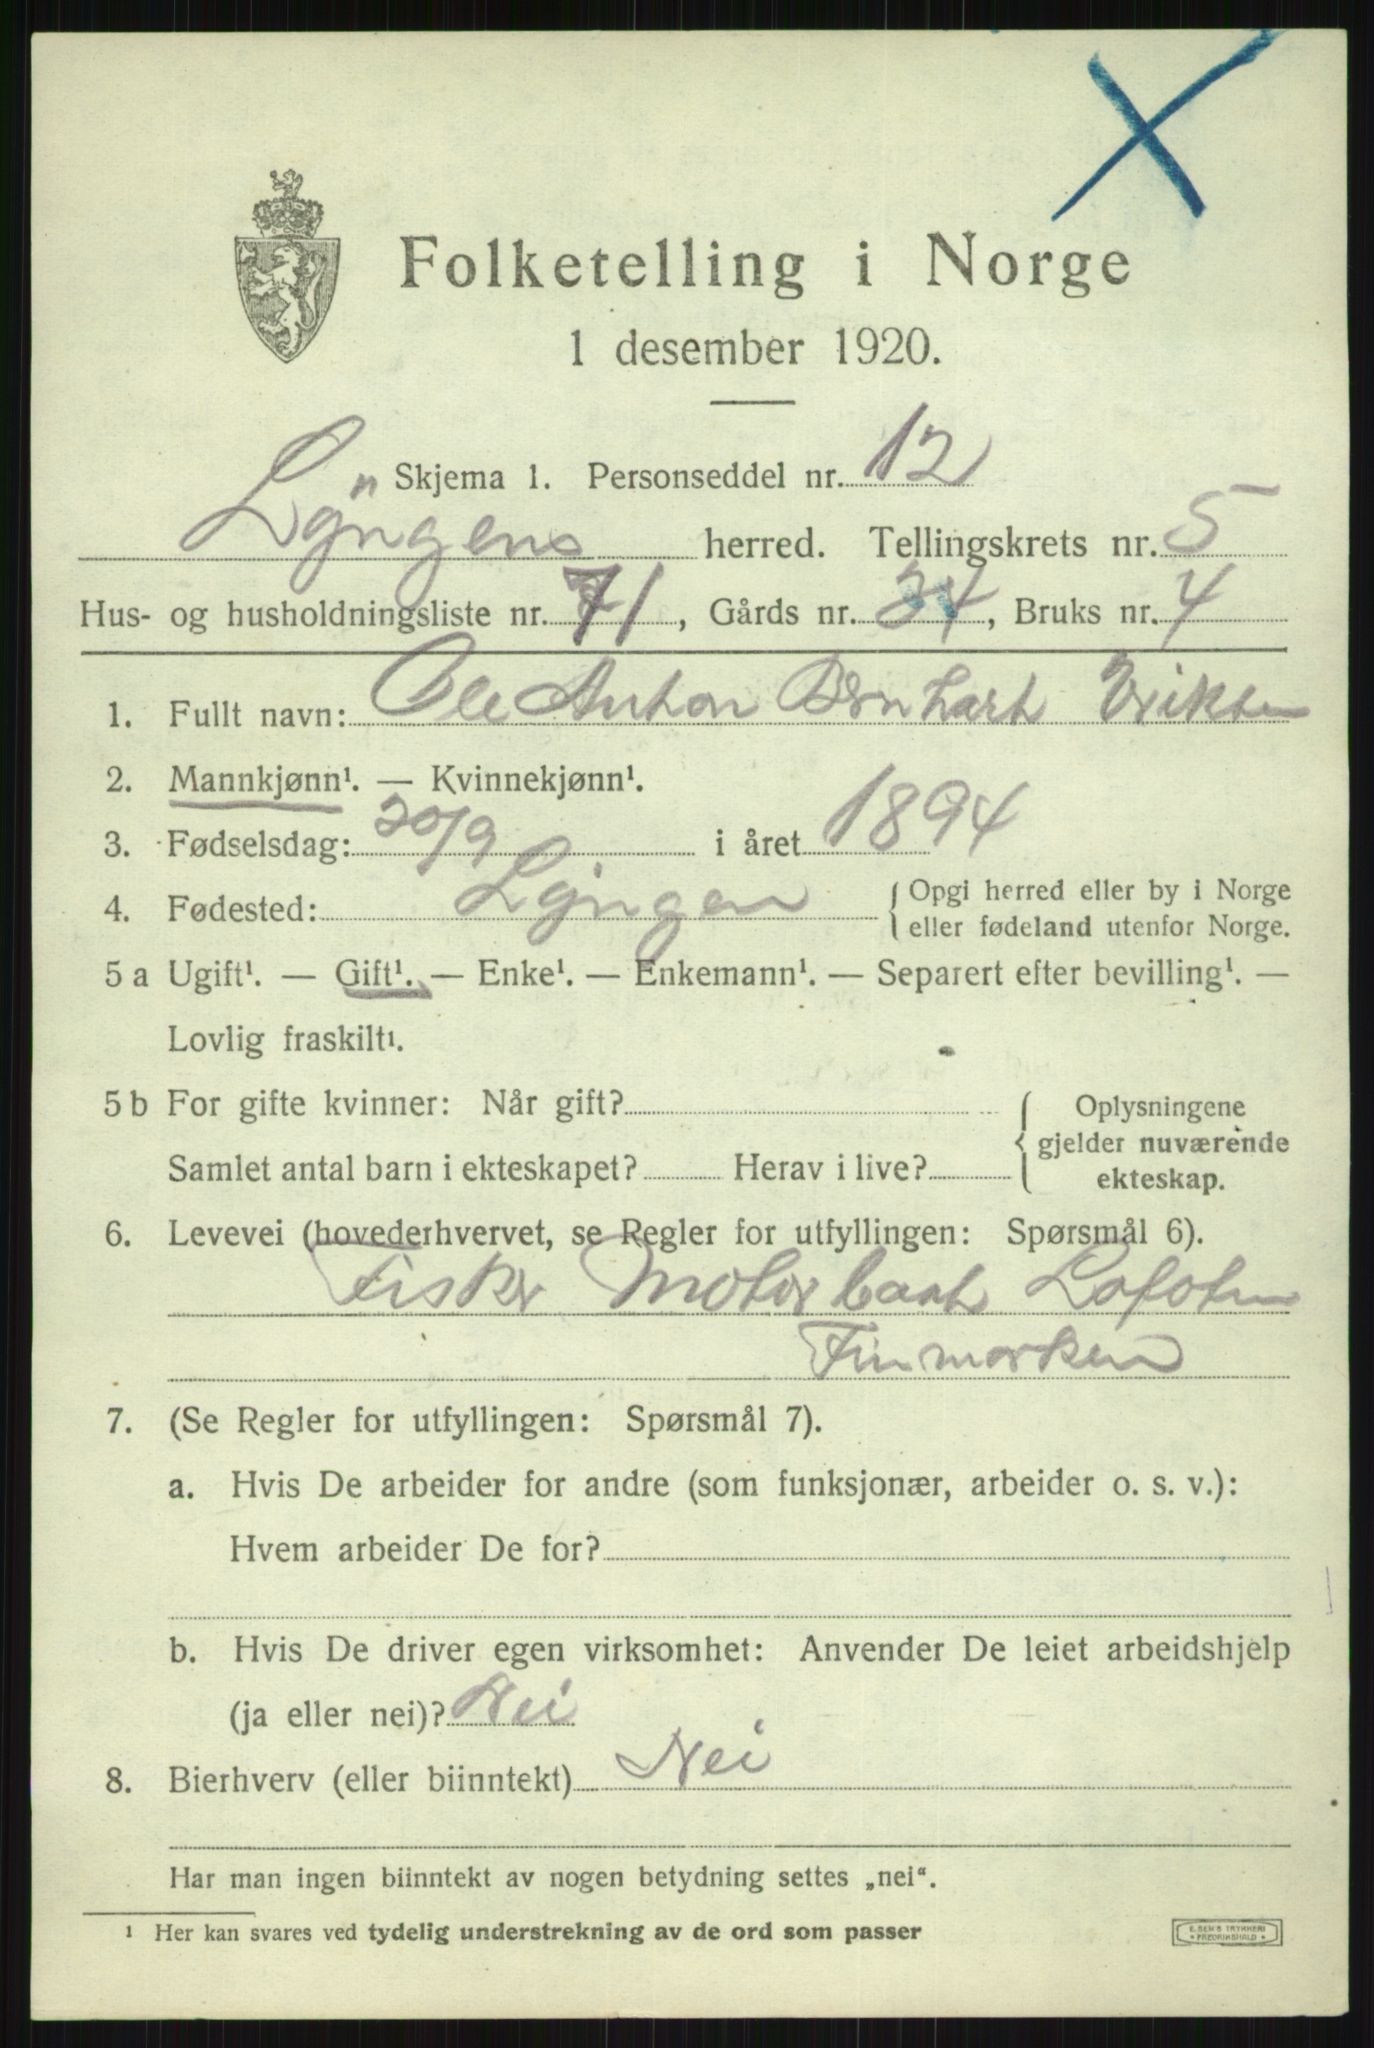 Folketelling i Norge
1 desember 1920.
Skjema 1. Personseddel nr. 12
Lyngens herred. Tellingskrets nr. 5
Hus- og husholdningsliste nr. 71, Gårds nr. 34, Bruks nr. 4
1. Fullt navn: Ole Anton Bernhart Eriksen
2. Mannkjønn¹. — Kvinnekjønn¹.
3. Fødselsdag: 20/9 i året 1894
4. Fødested: Lyngen { Opgi herred eller by i Norge
eller fødeland utenfor Norge.
5 a Ugift¹. — Gift¹. — Enke¹. — Enkemann¹. — Separert efter bevilling¹. —
Lovlig fraskilt¹.
5 b For gifte kvinner: Når gift? { Oplysningene
gjelder nuværende
Samlet antal barn i ekteskapet? Herav i live? ekteskap.
6. Levevei (hovederhvervet, se Regler for utfyllingen: Spørsmål 6).
Fisker Motorbaat Lofoten
Finmarken
7. (Se Regler for utfyllingen: Spørsmål 7).
a. Hvis De arbeider for andre (som funksjonær, arbeider o. s. v.):
Hvem arbeider De for?
b. Hvis De driver egen virksomhet: Anvender De leiet arbeidshjelp
(ja eller nei)? Nei
8. Bierhverv (eller biinntekt) Nei
Har man ingen biinntekt av nogen betydning settes „nei“.
¹ Her kan svares ved tydelig understrekning av de ord som passer
E. SEM'S TRYKKERI
• FREDRIKSHALD •